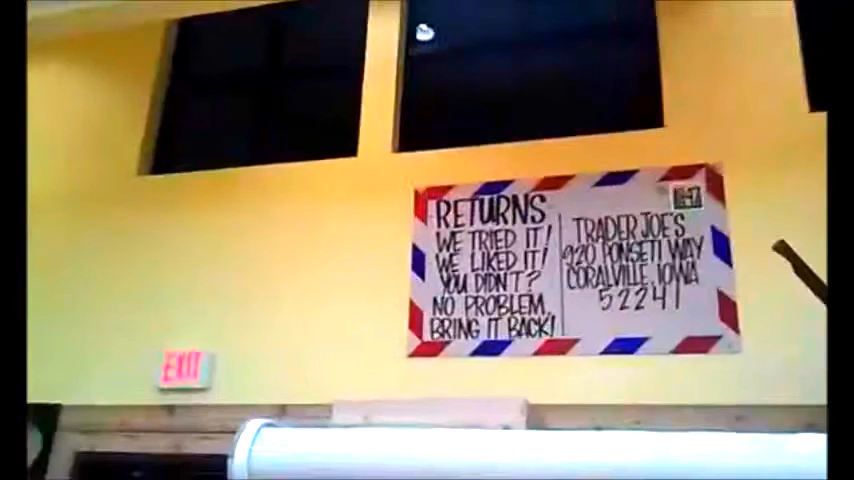 RETURNS
WE TRIED IT!
WE LIKED IT!
YOU DIDN'T?
NO PROBLEM,
BRING IT BACK!
TRADER JOE'S
920 PONSETI WAY
CORALVILLE, IOWA
52241
EXIT